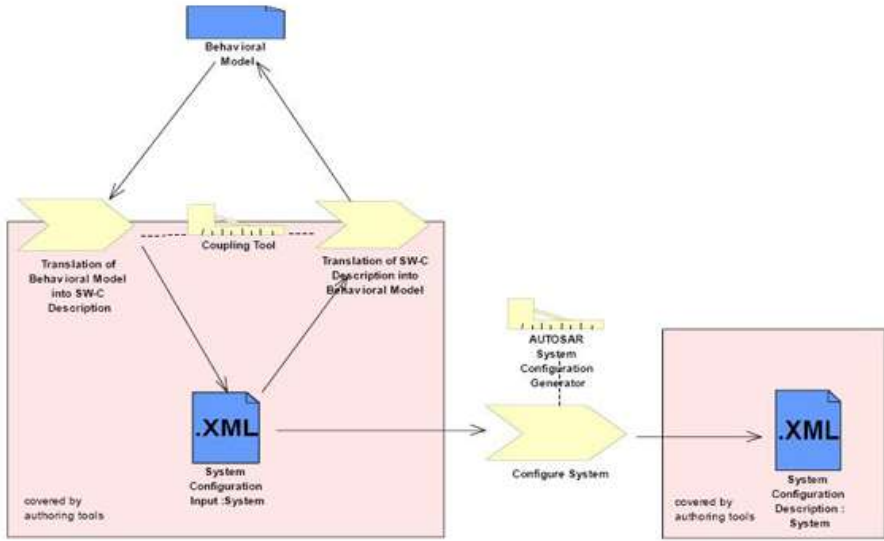 Behavioral
Model
Coupling Tool
Translation of
Behavioral Model
into SW-C
Description
Translation of SW-C
Description into
Behavioral Model
AUTOSAR
System
Configuration
Generator
.XML
System
Configuration
Input :System
Configure System
.XML
System
Configuration
Description :
System
covered by
authoring tools
covered by
authoring tools